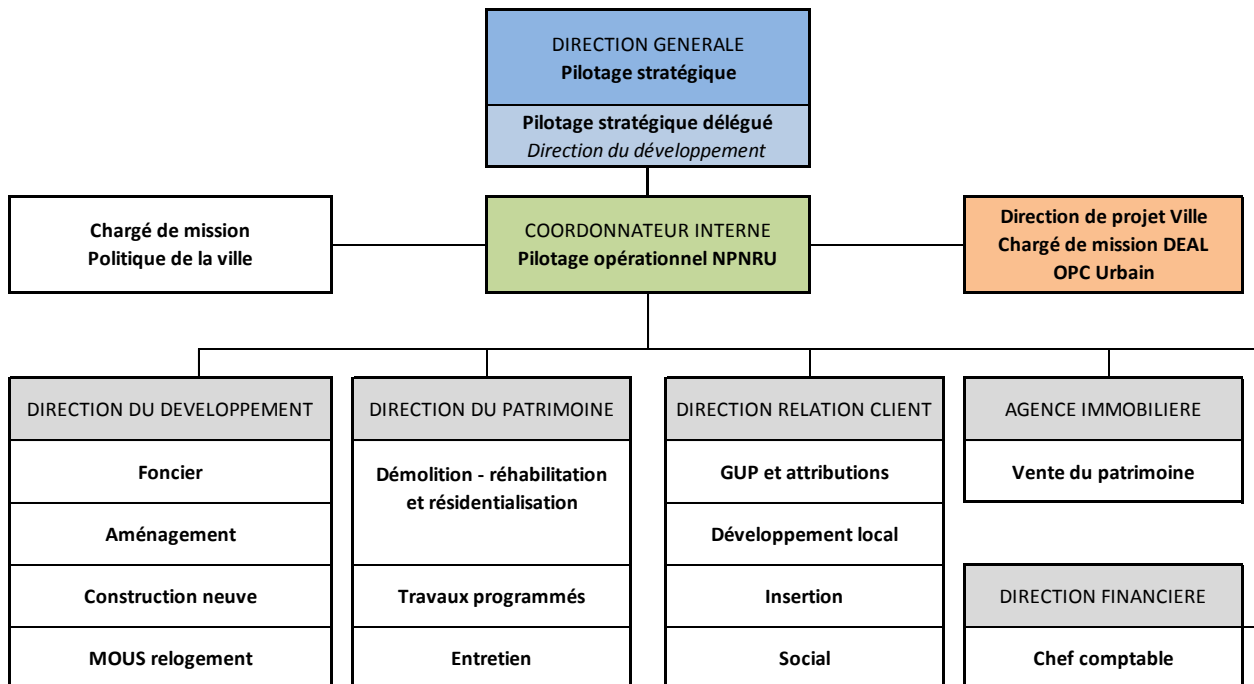 DIRECTION GENERALE
Pilotage stratégique
Pilotage stratégique délégué
Direction du développement
Chargé de mission
Politique de la ville
COORDONNATEUR INTERNE
Pilotage opérationnel NPNRU
Direction de projet Ville
Chargé de mission DEAL
OPC Urbain
DIRECTION DU DEVELOPPEMENT
Foncier
Aménagement
Construction neuve
MOUS relogement
DIRECTION DU PATRIMOINE
Démolition - réhabilitation
et résidentialisation
Travaux programmés
Entretien
DIRECTION RELATION CLIENT
GUP et attributions
Développement local
Insertion
Social
AGENCE IMMOBILIERE
Vente du patrimoine
DIRECTION FINANCIERE
Chef comptable